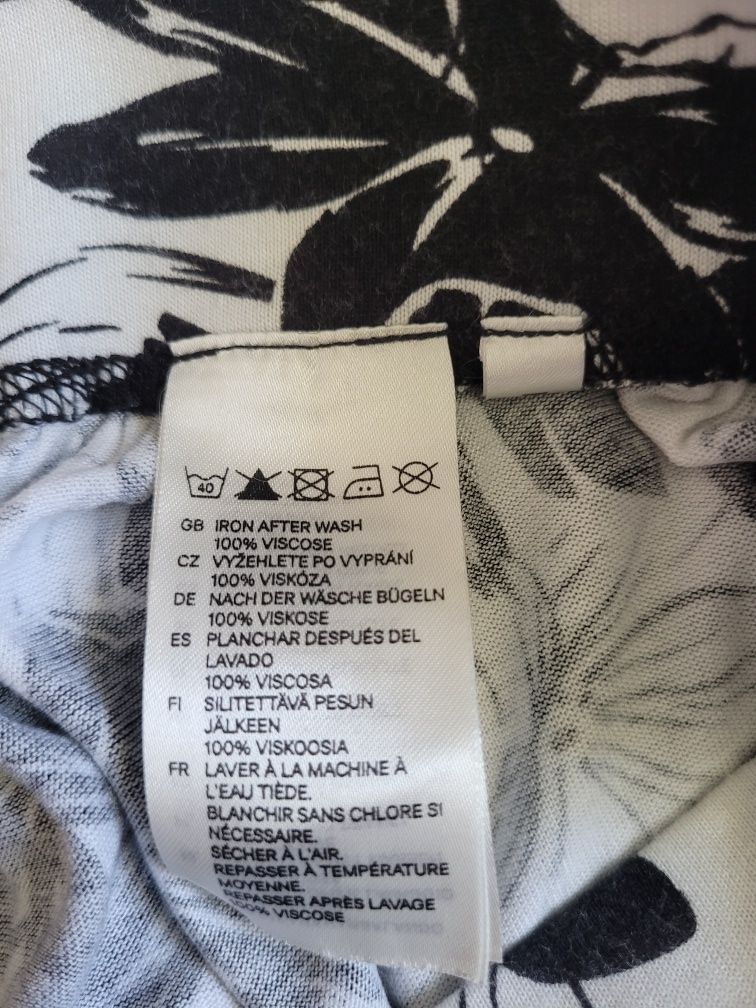 40
GB IRON AFTER WASH
100% VISCOSE
CZ VYŽEHLETE PO VYPRÁNÍ
100% VISKÓZA
DE NACH DER WÄSCHE BÜGELN
100% VISKOSE
ES PLANCHAR DESPUÉS DEL
LAVADO
100% VISCOSA
FI SILITETTÄVÄ PESUN
JÄLKEEN
100% VISKOOSIA
FR LAVER À LA MACHINE À
L'EAU TIÈDE.
BLANCHIR SANS CHLORE SI
NÉCESSAIRE.
SÉCHER À L'AIR.
REPASSER À TEMPÉRATURE
MOYENNE.
REPASSER APRÈS LAVAGE
100% VISCOSE